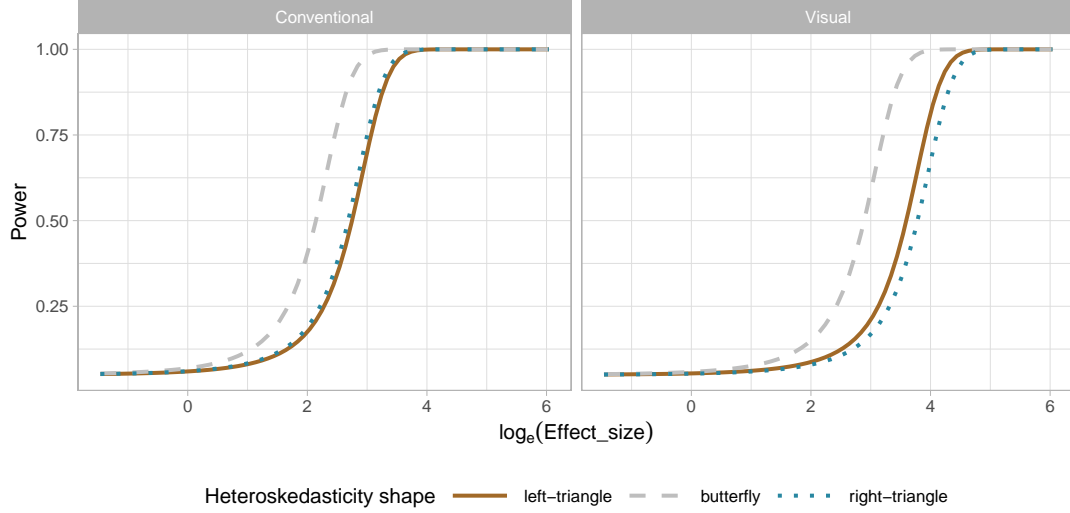 Conventional
Visual
1.00
0.75
0.50
0.25
Power
0 2 4 6
0 2 4 6
logₑ(Effect_size)
Heteroskedasticity shape left−triangle butterfly right−triangle